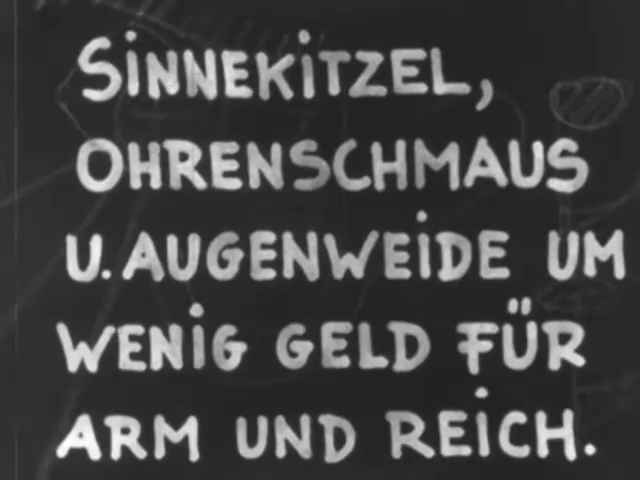 SiNNEKiTZEL,
OHRENSCHMAUS
U. AUGENWEiDE UM
WENiG GELD FÜR
ARM UND REiCH.